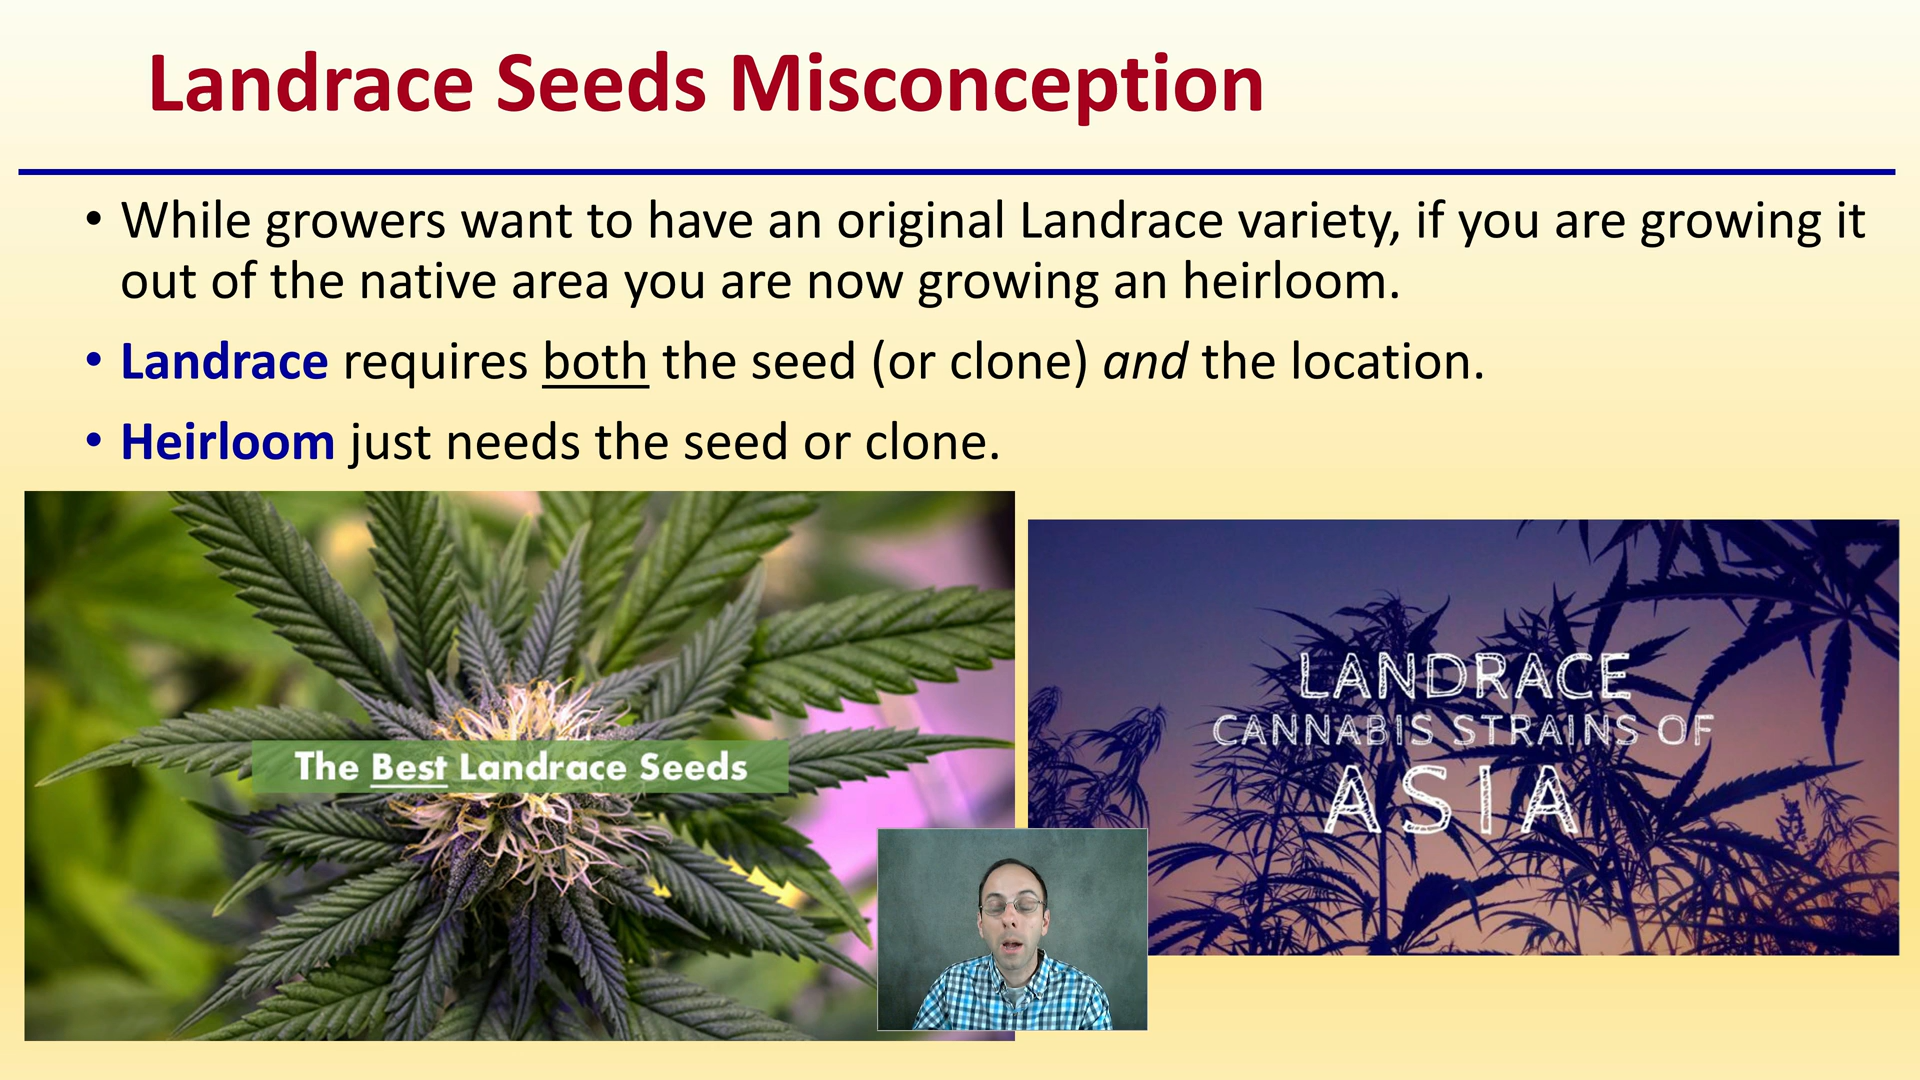 Landrace Seeds Misconception
• While growers want to have an original Landrace variety, if you are growing it
out of the native area you are now growing an heirloom.
• Landrace requires both the seed (or clone) and the location.
• Heirloom just needs the seed or clone.
The Best Landrace Seeds
LANDRACE
CANNABIS STRAINS OF
ASIA